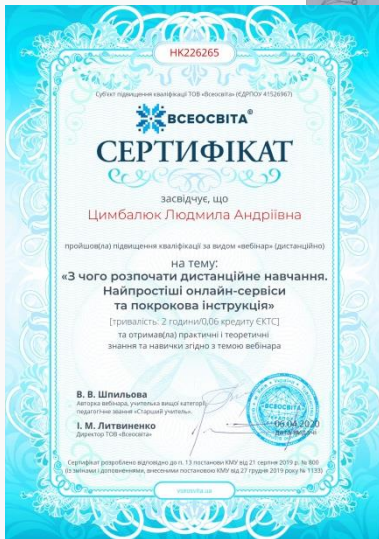 НК226265
Суб'єкт підвищення кваліфікації ТОВ «Всеосвіта» (ЄДРПОУ 41526967)
ВСЕОСВІТА®
СЕРТИФІКАТ
засвідчує, що
Цимбалюк Людмила Андріївна
пройшов(ла) підвищення кваліфікації за видом «вебінар» (дистанційно)
на тему:
«З чого розпочати дистанційне навчання.
Найпростіші онлайн-сервіси
та покрокова інструкція»
[тривалість: 2 години/0,06 кредиту ЄКТС]
та отримав(ла) практичні і теоретичні
знання та навички згідно з темою вебінара
В. В. Шпильова
Авторка вебінара, учителька вищої категорії,
педагогічне звання «Старший учитель».
І. М. Литвиненко
Директор ТОВ «Всеосвіта»
ВСЕОСВІТА
06.04.2020
Дата видачі
Сертифікат розроблено відповідно до п. 13 постанови КМУ від 21 серпня 2019 р. № 800
(зі змінами і доповненнями, внесеними постановою КМУ від 27 грудня 2019 року № 1133)
vseosvita.ua